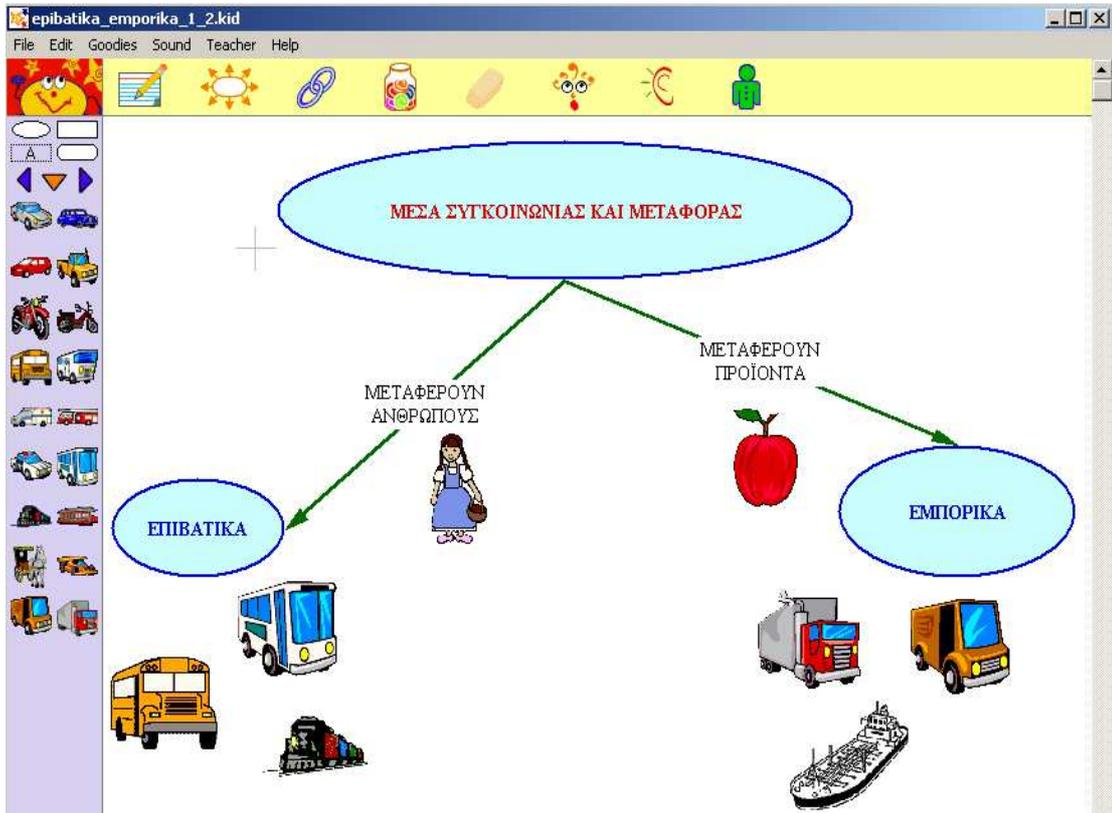 epibatika_emporika_1_2.kid
File Edit Goodies Sound Teacher Help
A
ΜΕΣΑ ΣΥΓΚΟΙΝΩΝΙΑΣ ΚΑΙ ΜΕΤΑΦΟΡΑΣ
ΜΕΤΑΦΕΡΟΥΝ
ΠΡΟΪΟΝΤΑ
ΜΕΤΑΦΕΡΟΥΝ
ΑΝΘΡΩΠΟΥΣ
ΕΠΙΒΑΤΙΚΑ
ΕΜΠΟΡΙΚΑ